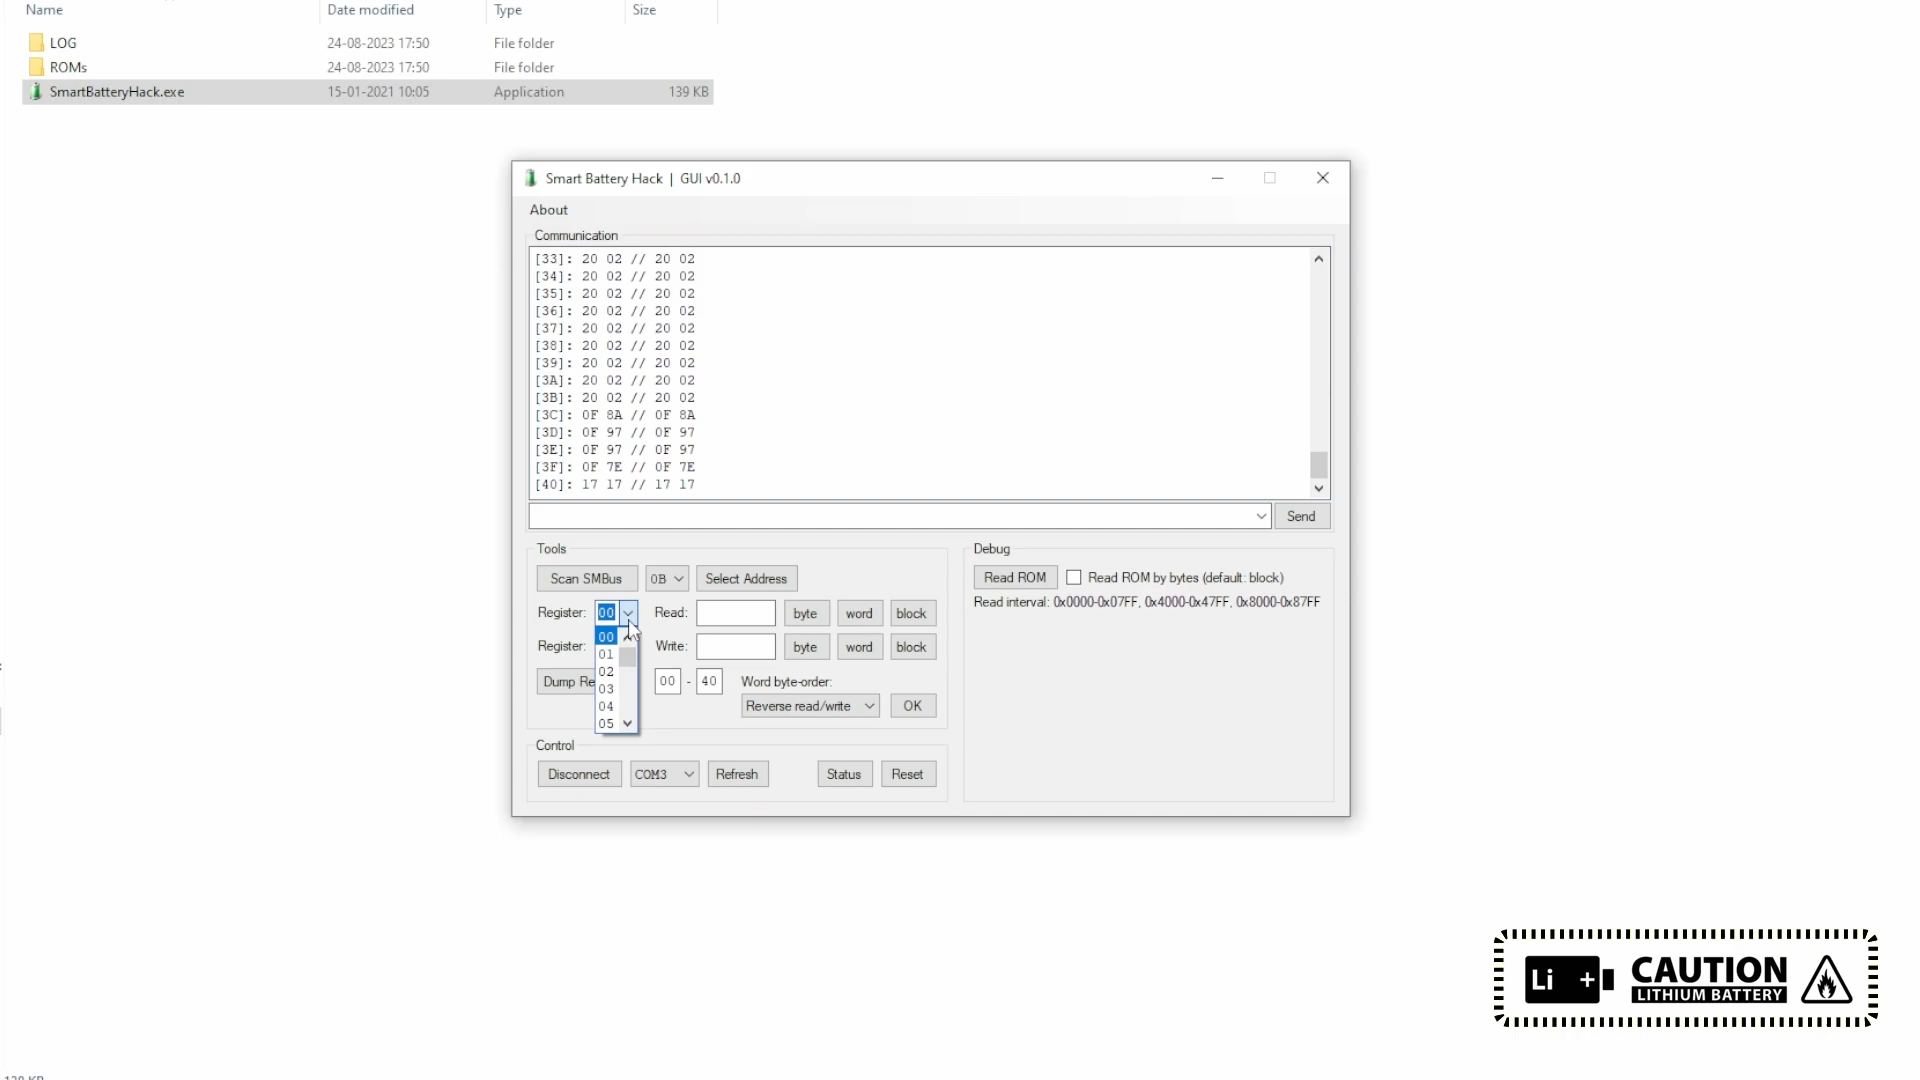 Name Date modified Type Size
LOG 24-08-2023 17:50 File folder
ROMs 24-08-2023 17:50 File folder
SmartBatteryHack.exe 15-01-2021 10:05 Application 139 KB
Smart Battery Hack | GUI v0.1.0
About
Communication
[33]: 20 02 // 20 02
[34]: 20 02 // 20 02
[35]: 20 02 // 20 02
[36]: 20 02 // 20 02
[37]: 20 02 // 20 02
[38]: 20 02 // 20 02
[39]: 20 02 // 20 02
[3A]: 20 02 // 20 02
[3B]: 20 02 // 20 02
[3C]: 0F 8A // 0F 8A
[3D]: 0F 97 // 0F 97
[3E]: 0F 97 // 0F 97
[3F]: 0F 7E // 0F 7E
[40]: 17 17 // 17 17
Send
Tools
Scan SMBus 0B Select Address
Register: 00 Read: byte word block
00
01
02
03
04
05
Register: Write: byte word block
Dump Re 00 - 40 Word byte-order:
Reverse read/write OK
Control
Disconnect COM3 Refresh Status Reset
Debug
Read ROM Read ROM by bytes (default: block)
Read interval: 0x0000-0x07FF, 0x4000-0x47FF, 0x8000-0x87FF
Li +
CAUTION
LITHIUM BATTERY